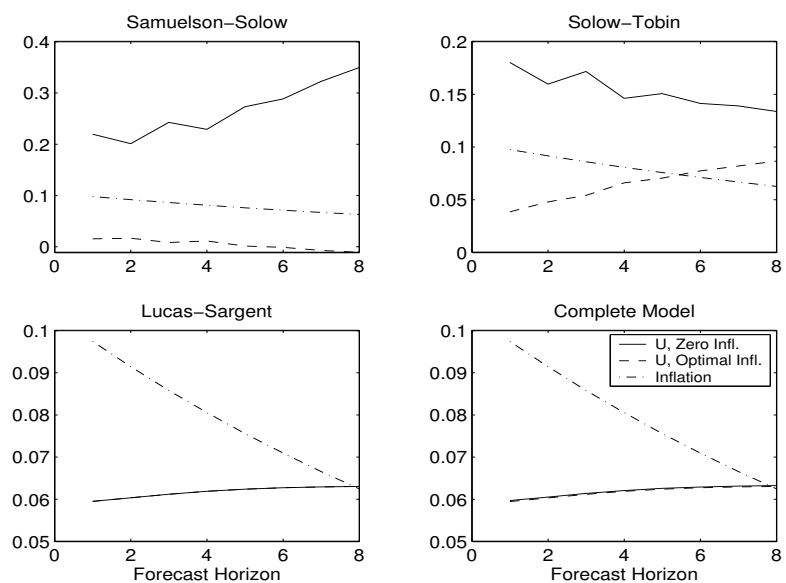 Samuelson–Solow
0.4
0.3
0.2
0.1
0
0 2 4 6 8
Solow–Tobin
0.2
0.15
0.1
0.05
0
0 2 4 6 8
Lucas–Sargent
0.1
0.09
0.08
0.07
0.06
0.05
0 2 4 6 8
Forecast Horizon
Complete Model
0.1
0.09
0.08
0.07
0.06
0.05
U, Zero Infl.
U, Optimal Infl.
Inflation
0 2 4 6 8
Forecast Horizon